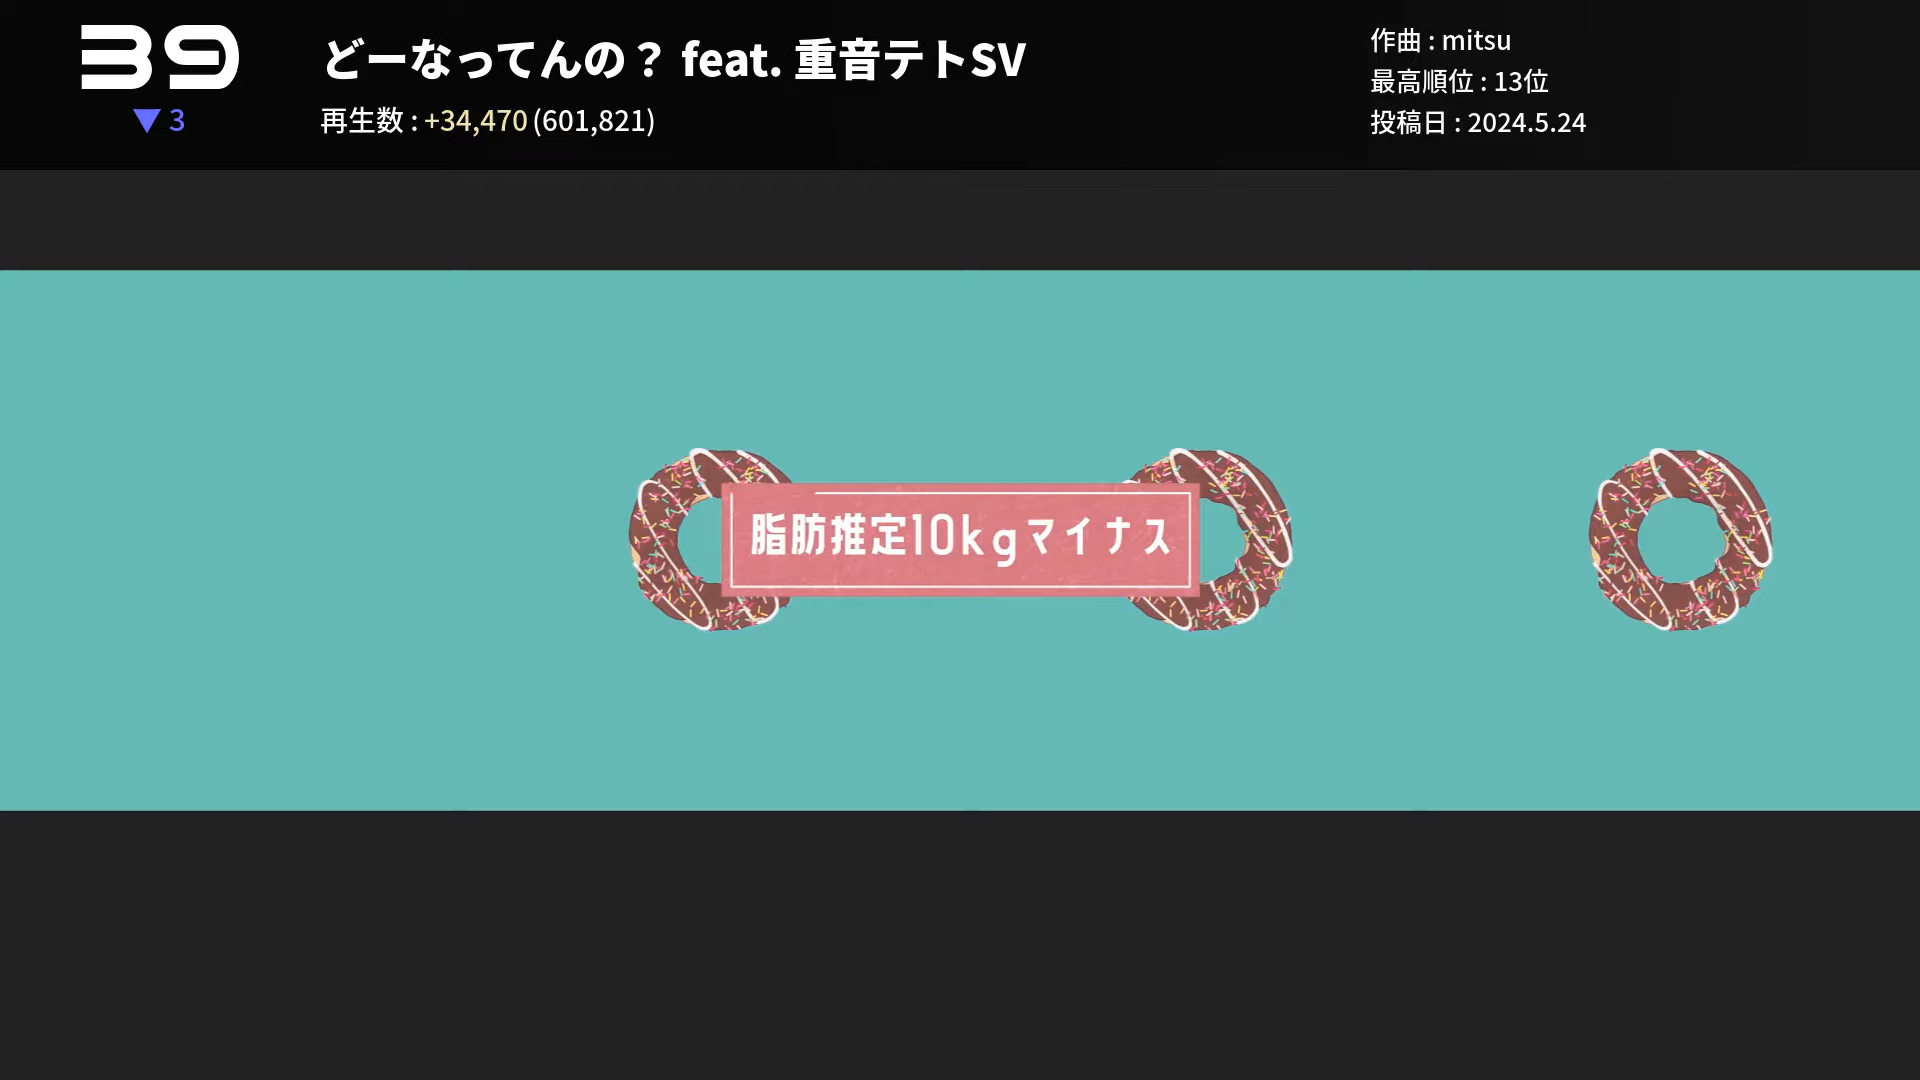 39
▼ 3
どーなってんの？ feat. 重音テトSV
再生数 : +34,470 (601,821)
作曲 : mitsu
最高順位 : 13位
投稿日 : 2024.5.24
脂肪推定10kgマイナス